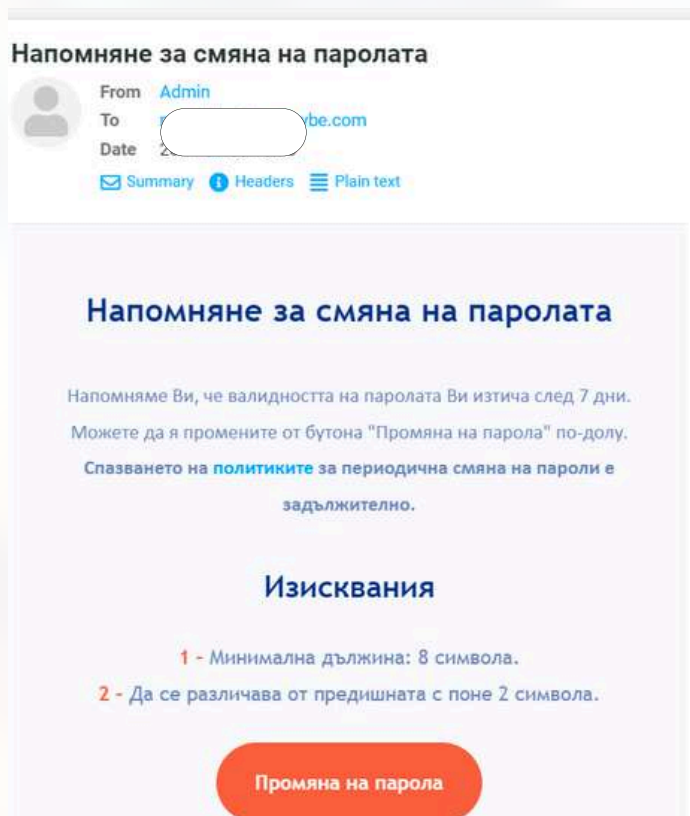 Напомняне за смяна на паролата
From Admin
To be.com
Date
Summary Headers Plain text
Напомняне за смяна на паролата
Напомняме Ви, че валидността на паролата Ви изтича след 7 дни.
Можете да я промените от бутона "Промяна на парола" по-долу.
Спазването на политиките за периодична смяна на пароли е
задължително.
Изисквания
1 - Минимална дължина: 8 символа.
2 - Да се различава от предишната с поне 2 символа.
Промяна на парола